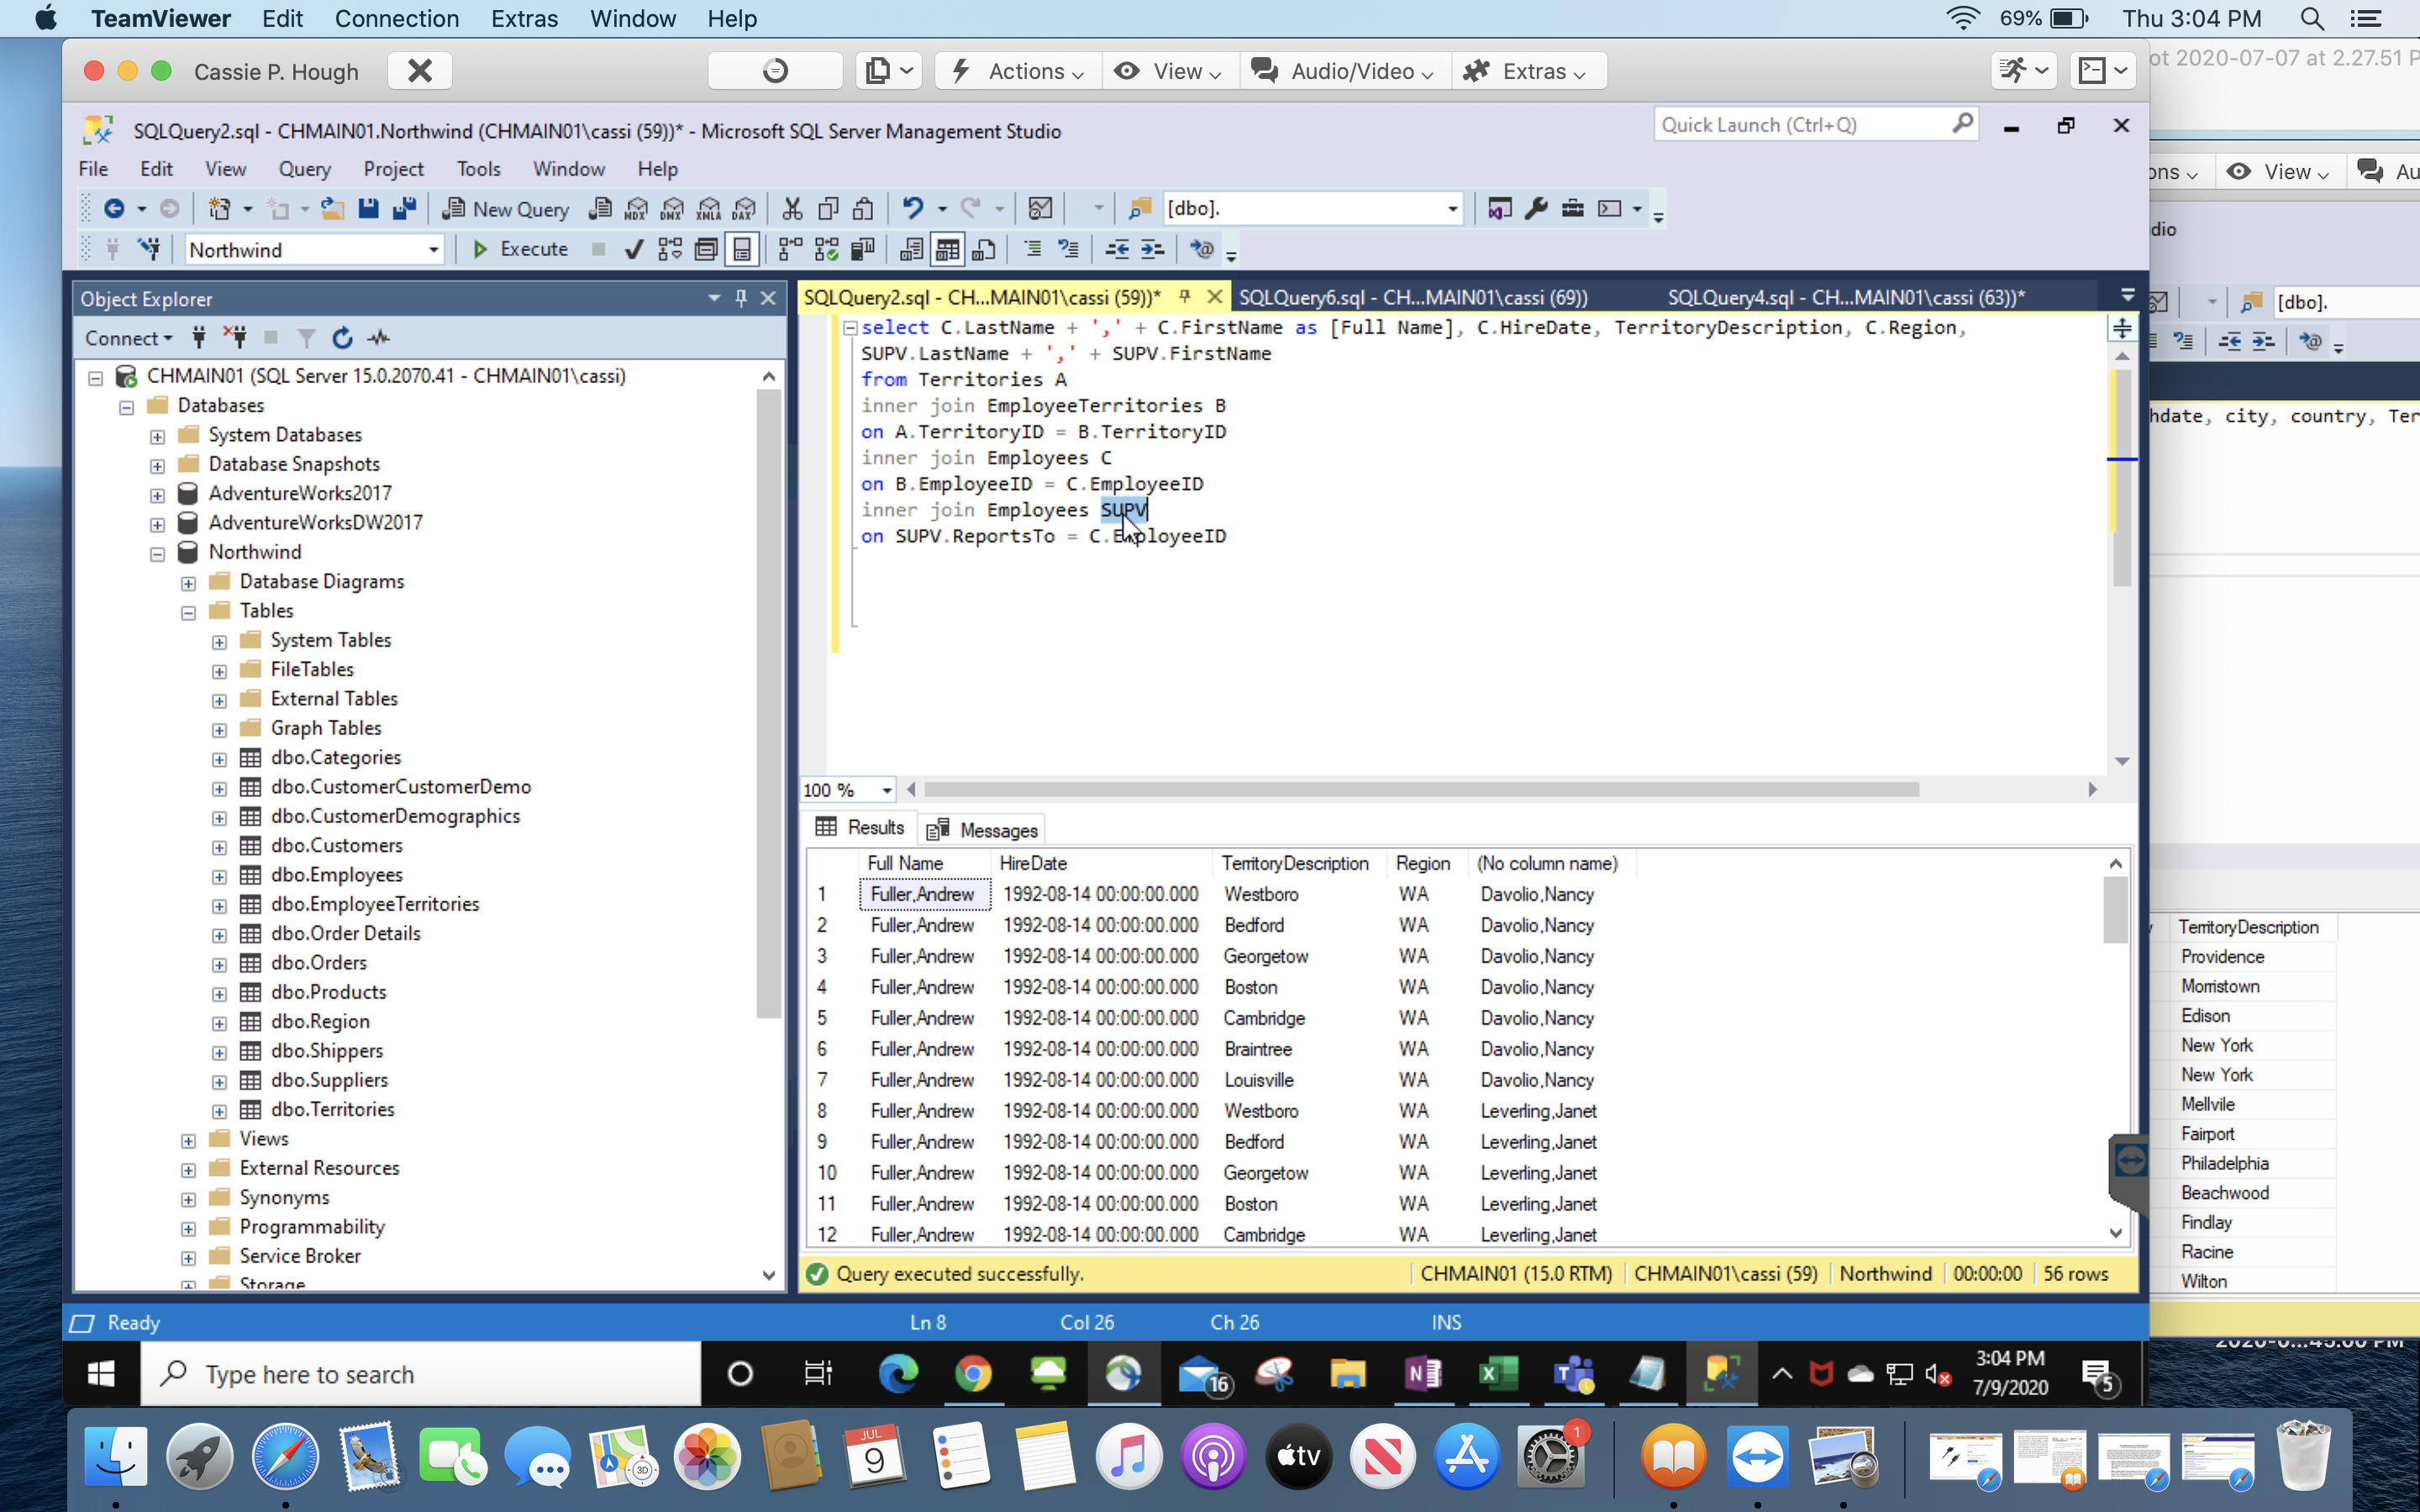 TeamViewer Edit Connection Extras Window Help 69% Thu 3:04 PM
Cassie P. Hough Actions View Audio/Video Extras
ot 2020-07-07 at 2.27.51 P
SQLQuery2.sql - CHMAIN01.Northwind (CHMAIN01\cassi (59))* - Microsoft SQL Server Management Studio Quick Launch (Ctrl+Q)
File Edit View Query Project Tools Window Help
ons View Au
New Query MDX DMX XMLA DAX [dbo].
dio
Northwind Execute
Object Explorer
Connect
SQLQuery2.sql - CH...MAIN01\cassi (59))* SQLQuery6.sql - CH...MAIN01\cassi (69)) SQLQuery4.sql - CH...MAIN01\cassi (63))*
[dbo].
select C.LastName + ',' + C.FirstName as [Full Name], C.HireDate, TerritoryDescription, C.Region,
SUPV.LastName + ',' + SUPV.FirstName
from Territories A
inner join EmployeeTerritories B
on A.TerritoryID = B.TerritoryID
inner join Employees C
on B.EmployeeID = C.EmployeeID
inner join Employees SUPV
on SUPV.ReportsTo = C.EmployeeID
hdate, city, country, Ter
CHMAIN01 (SQL Server 15.0.2070.41 - CHMAIN01\cassi)
Databases
System Databases
Database Snapshots
AdventureWorks2017
AdventureWorksDW2017
Northwind
Database Diagrams
Tables
System Tables
FileTables
External Tables
Graph Tables
dbo.Categories
dbo.CustomerCustomerDemo
dbo.CustomerDemographics
dbo.Customers
dbo.Employees
dbo.EmployeeTerritories
dbo.Order Details
dbo.Orders
dbo.Products
dbo.Region
dbo.Shippers
dbo.Suppliers
dbo.Territories
Views
External Resources
Synonyms
Programmability
Service Broker
Storage
100 %
Results Messages
Full Name HireDate TerritoryDescription Region (No column name)
1 Fuller,Andrew 1992-08-14 00:00:00.000 Westboro WA Davolio,Nancy
2 Fuller,Andrew 1992-08-14 00:00:00.000 Bedford WA Davolio,Nancy
3 Fuller,Andrew 1992-08-14 00:00:00.000 Georgetow WA Davolio,Nancy
4 Fuller,Andrew 1992-08-14 00:00:00.000 Boston WA Davolio,Nancy
5 Fuller,Andrew 1992-08-14 00:00:00.000 Cambridge WA Davolio,Nancy
6 Fuller,Andrew 1992-08-14 00:00:00.000 Braintree WA Davolio,Nancy
7 Fuller,Andrew 1992-08-14 00:00:00.000 Louisville WA Davolio,Nancy
8 Fuller,Andrew 1992-08-14 00:00:00.000 Westboro WA Leverling,Janet
9 Fuller,Andrew 1992-08-14 00:00:00.000 Bedford WA Leverling,Janet
10 Fuller,Andrew 1992-08-14 00:00:00.000 Georgetow WA Leverling,Janet
11 Fuller,Andrew 1992-08-14 00:00:00.000 Boston WA Leverling,Janet
12 Fuller,Andrew 1992-08-14 00:00:00.000 Cambridge WA Leverling,Janet
TerritoryDescription
Providence
Morristown
Edison
New York
New York
Mellvile
Fairport
Philadelphia
Beachwood
Findlay
Racine
Wilton
Query executed successfully. CHMAIN01 (15.0 RTM) CHMAIN01\cassi (59) Northwind 00:00:00 56 rows
Ready Ln 8 Col 26 Ch 26 INS
2020-0...45.00 PM
Type here to search 16 3:04 PM
7/9/2020 5
JUL
9
3D
tv
1